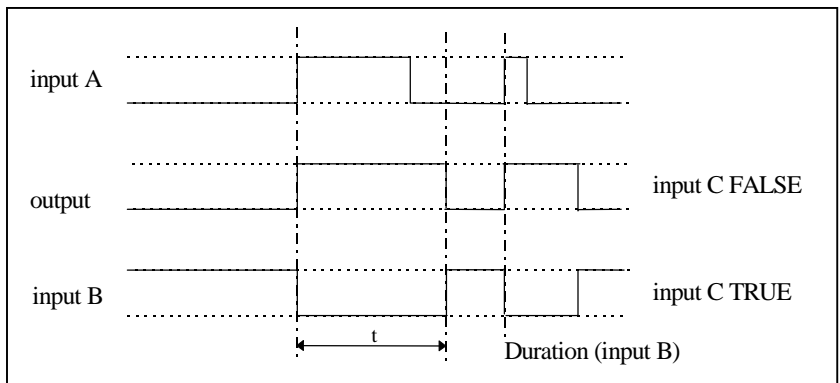 input A
output
input C FALSE
input B
input C TRUE
t
Duration (input B)